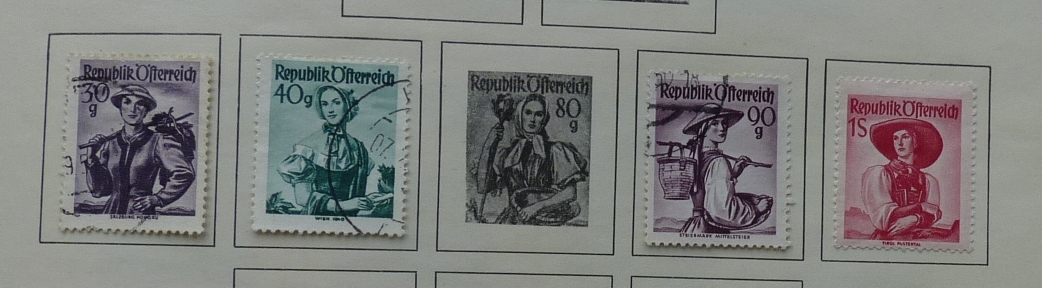 Republik Österreich
30
g
SALZBURG PONGAU
Republik Österreich
40g
WIEN 1840
Republik Österreich
80
g
Republik Österreich
90
g
STEIERMARK MITTELSTEIER
Republik Österreich
1S
TIROL PUSTERTAL